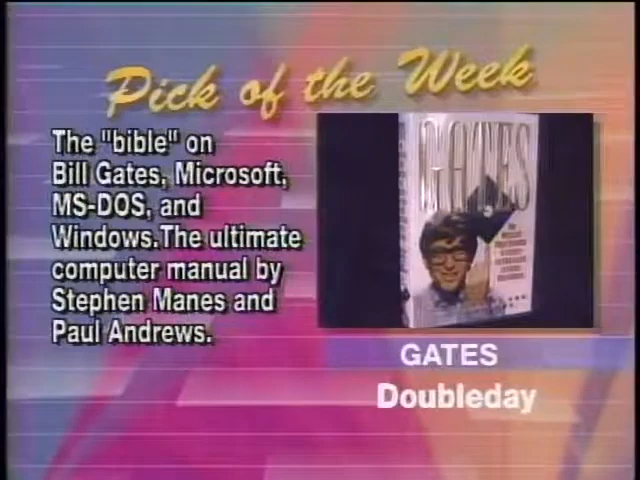 Pick of the Week
The "bible" on
Bill Gates, Microsoft,
MS-DOS, and
Windows.The ultimate
computer manual by
Stephen Manes and
Paul Andrews.
GATES
GATES
Doubleday